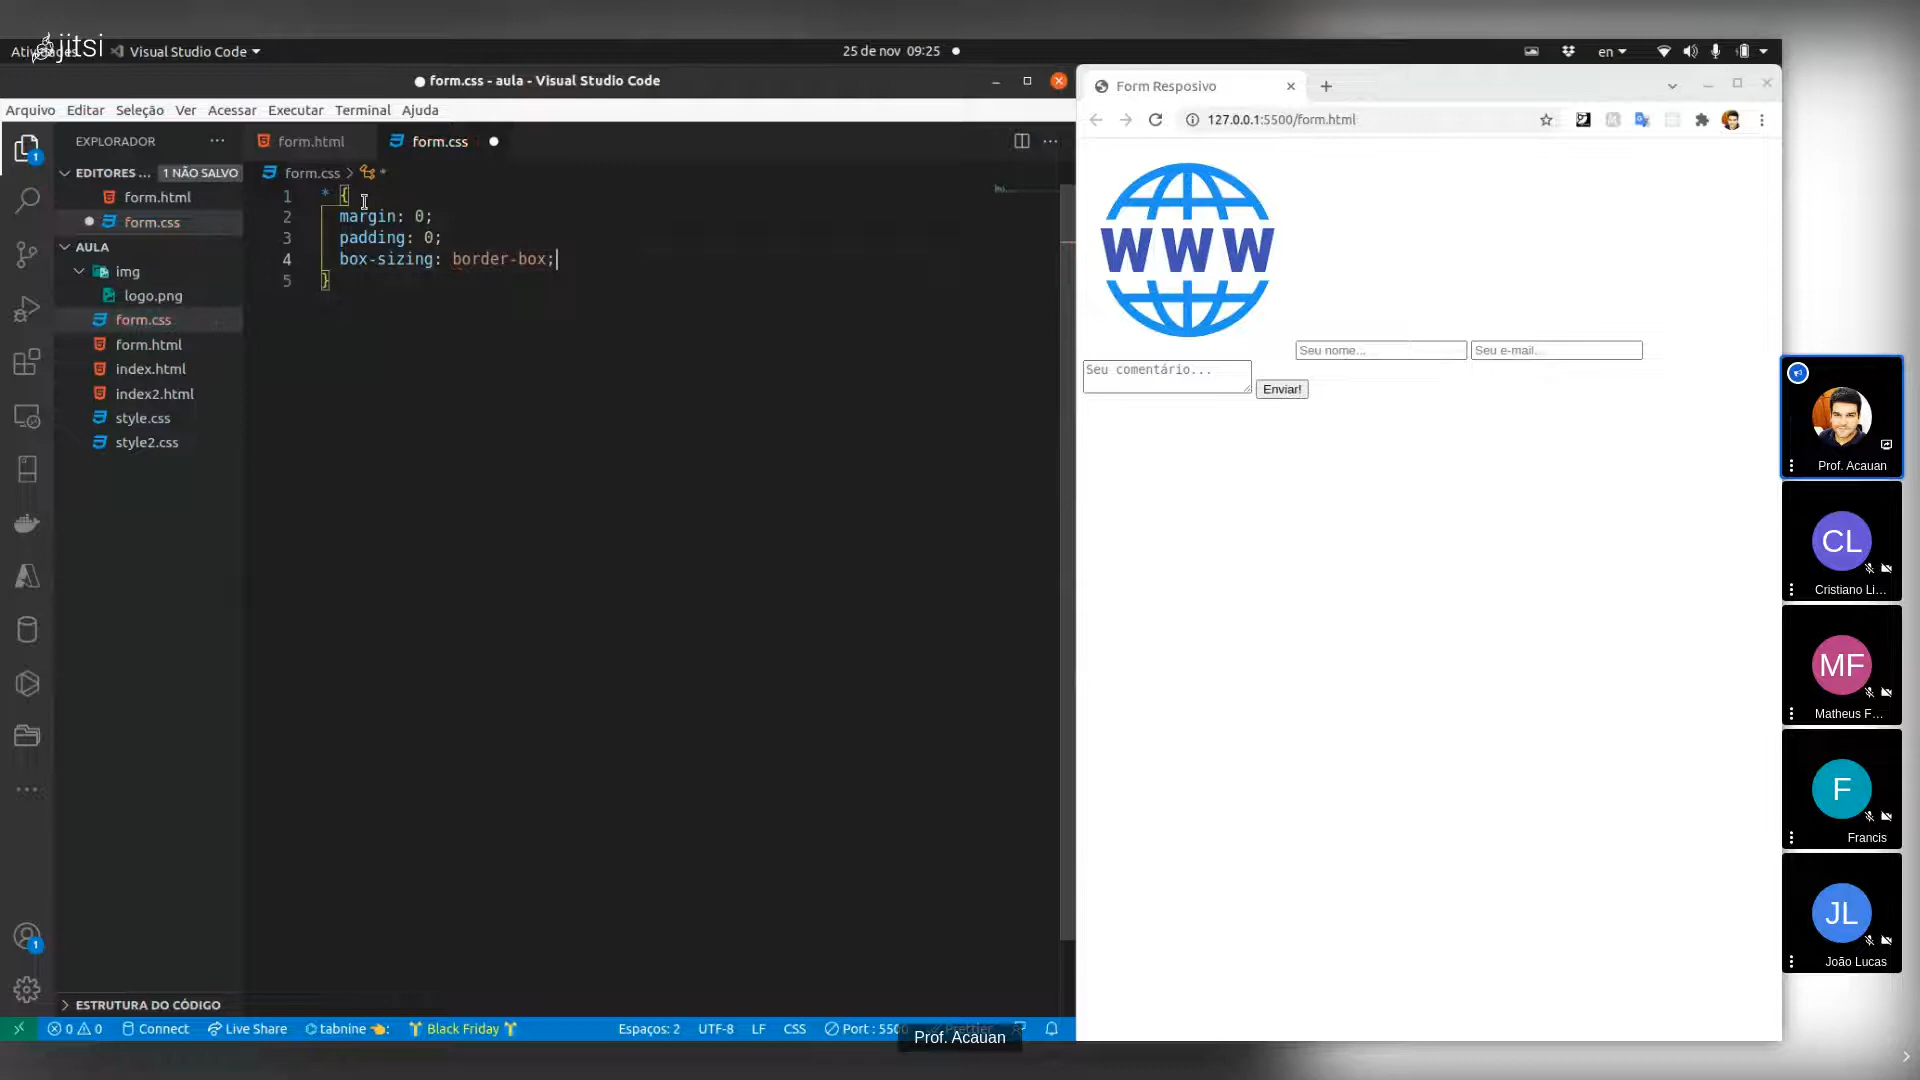 jitsi
Visual Studio Code
25 de nov 09:25
en
form.css - aula - Visual Studio Code
Arquivo Editar Seleção Ver Acessar Executar Terminal Ajuda
EXPLORADOR
EDITORES ... 1 NÃO SALVO
form.html
form.css
AULA
img
logo.png
form.css
form.html
index.html
index2.html
style.css
style2.css
ESTRUTURA DO CÓDIGO
1
1
form.html
form.css
form.css > *
1 * {
2 margin: 0;
3 padding: 0;
4 box-sizing: border-box;
5 }
0 0 Connect Live Share tabnine Black Friday Espaços: 2 UTF-8 LF CSS
Form Resposivo
127.0.0.1:5500/form.html
WWW
Seu nome... Seu e-mail...
Seu comentário... Enviar!
Prof. Acauan
CL
Cristiano Li...
MF
Matheus F...
F
Francis
JL
João Lucas
Prof. Acauan